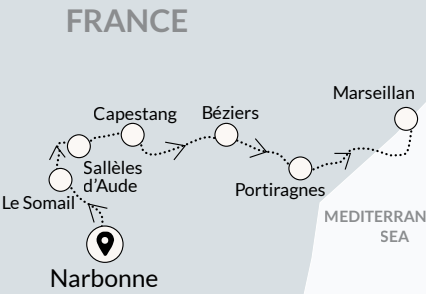 FRANCE
Marseillan
Capestang
Béziers
Sallèles
d'Aude
Portiragnes
Le Somail
MEDITERRAN
SEA
Narbonne